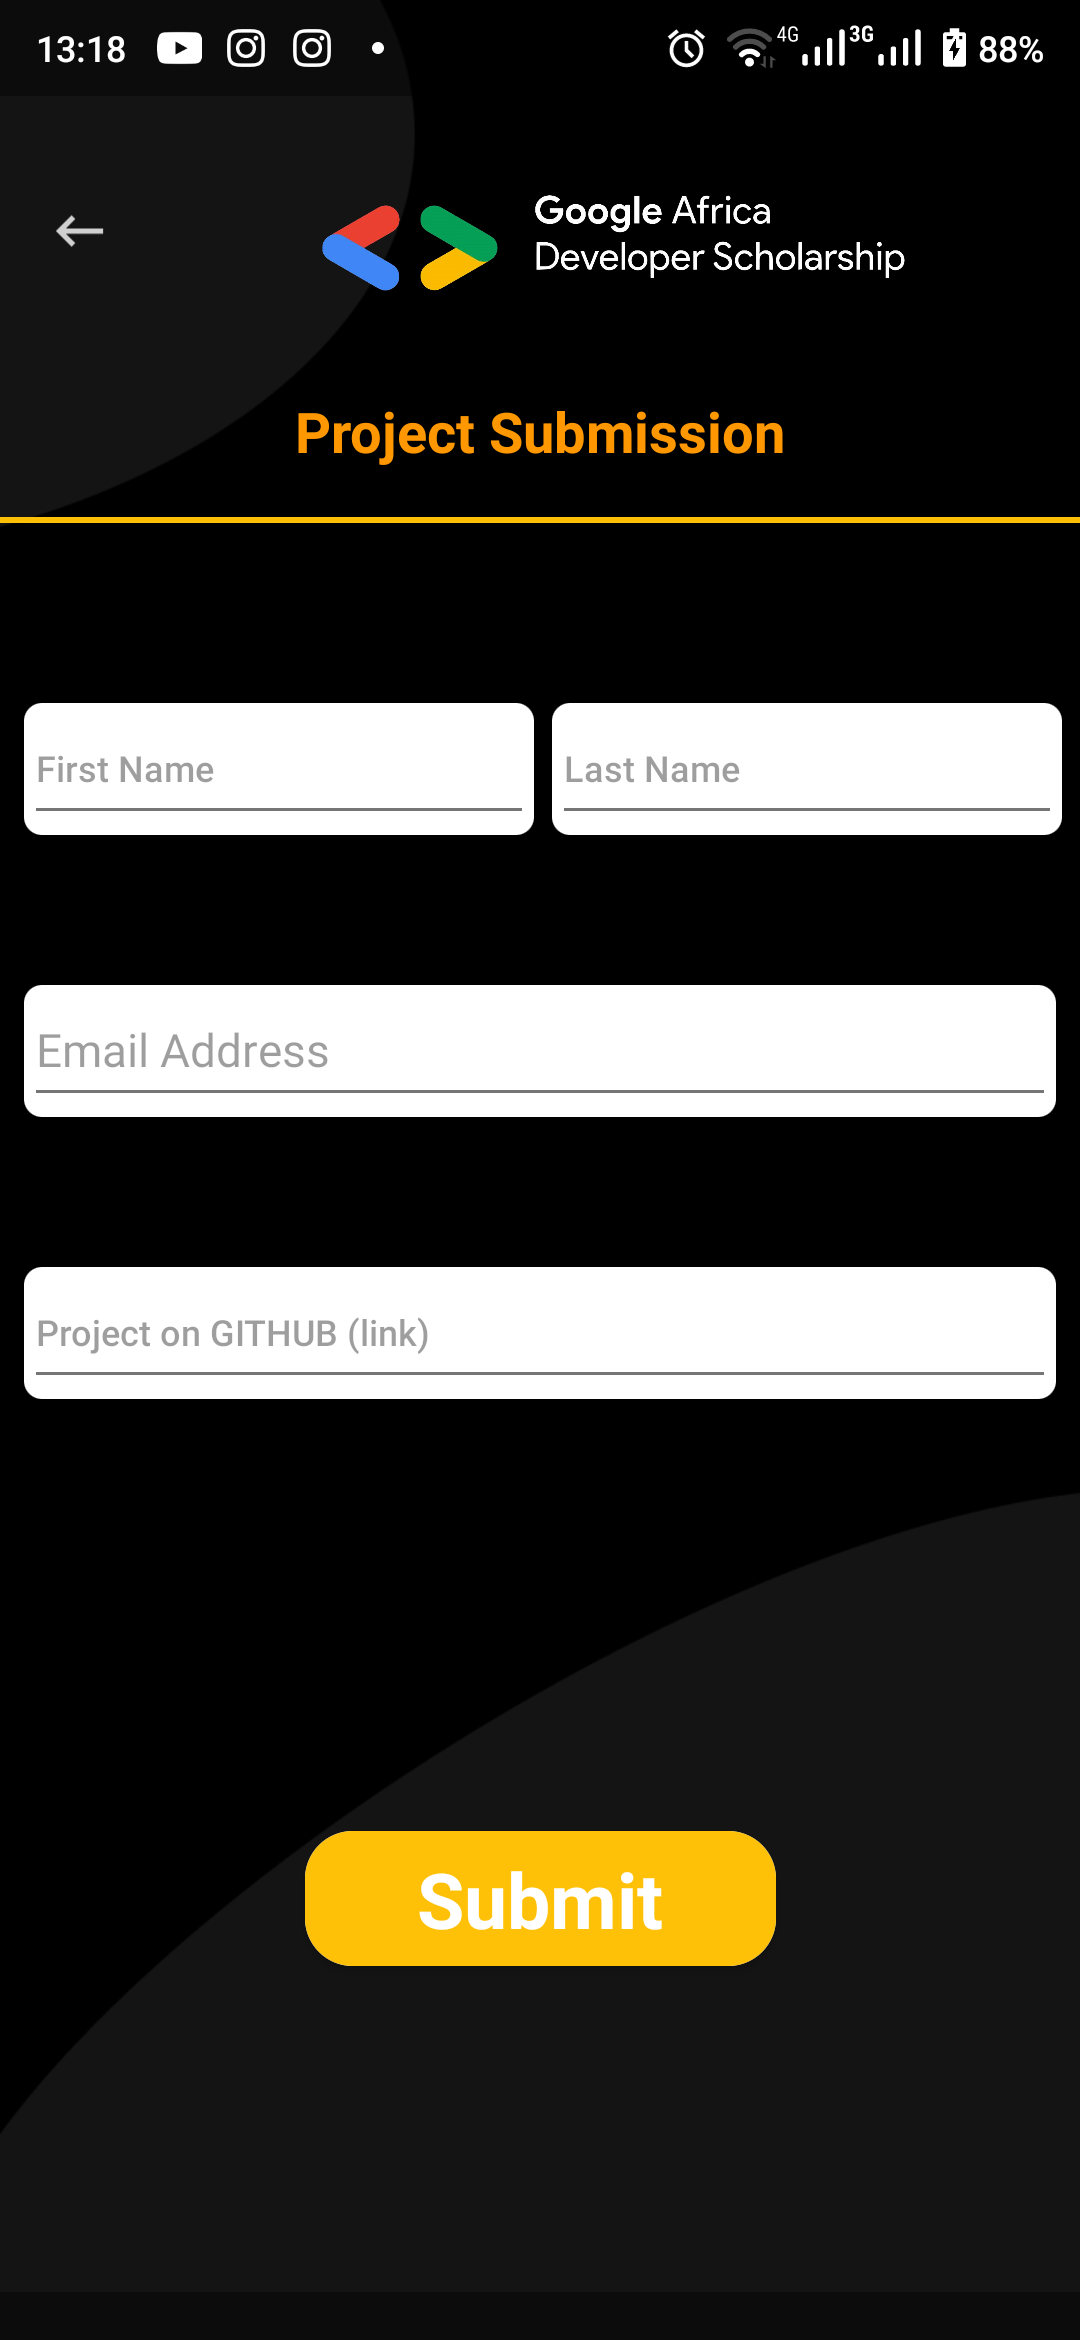 13:18
4G 3G 88%
Google Africa
Developer Scholarship
Project Submission
First Name Last Name
Email Address
Project on GITHUB (link)
Submit